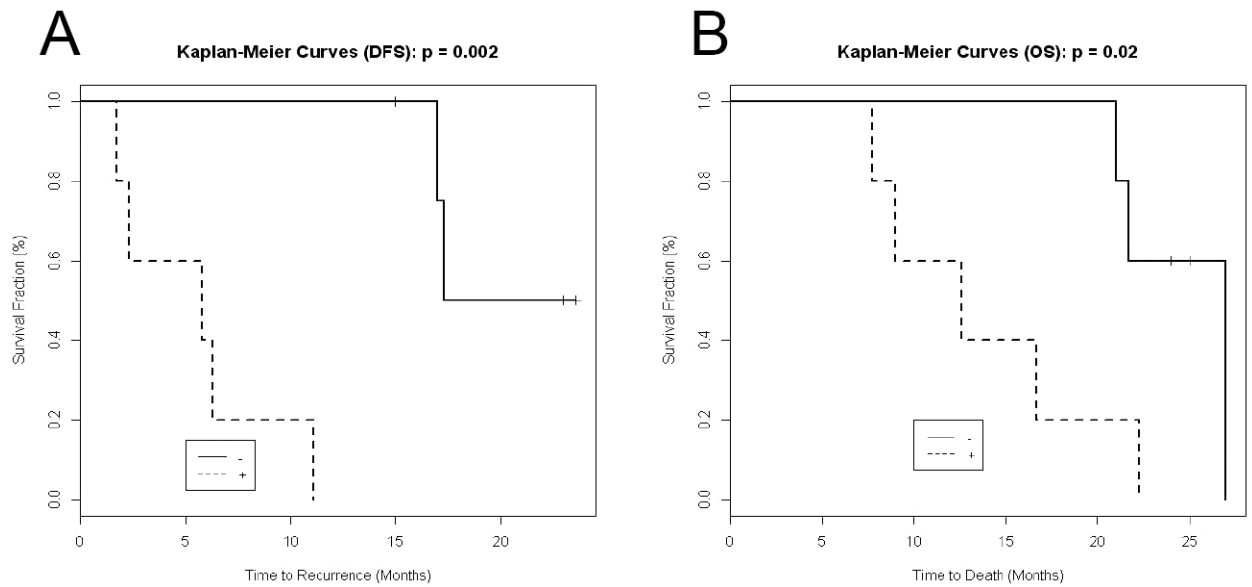 A
Kaplan-Meier Curves (DFS): p = 0.002
Survival Fraction (%)
1.0
0.8
0.6
0.4
0.2
0.0
-
+
0 5 10 15 20
Time to Recurrence (Months)
B
Kaplan-Meier Curves (OS): p = 0.02
Survival Fraction (%)
1.0
0.8
0.6
0.4
0.2
0.0
-
+
0 5 10 15 20 25
Time to Death (Months)